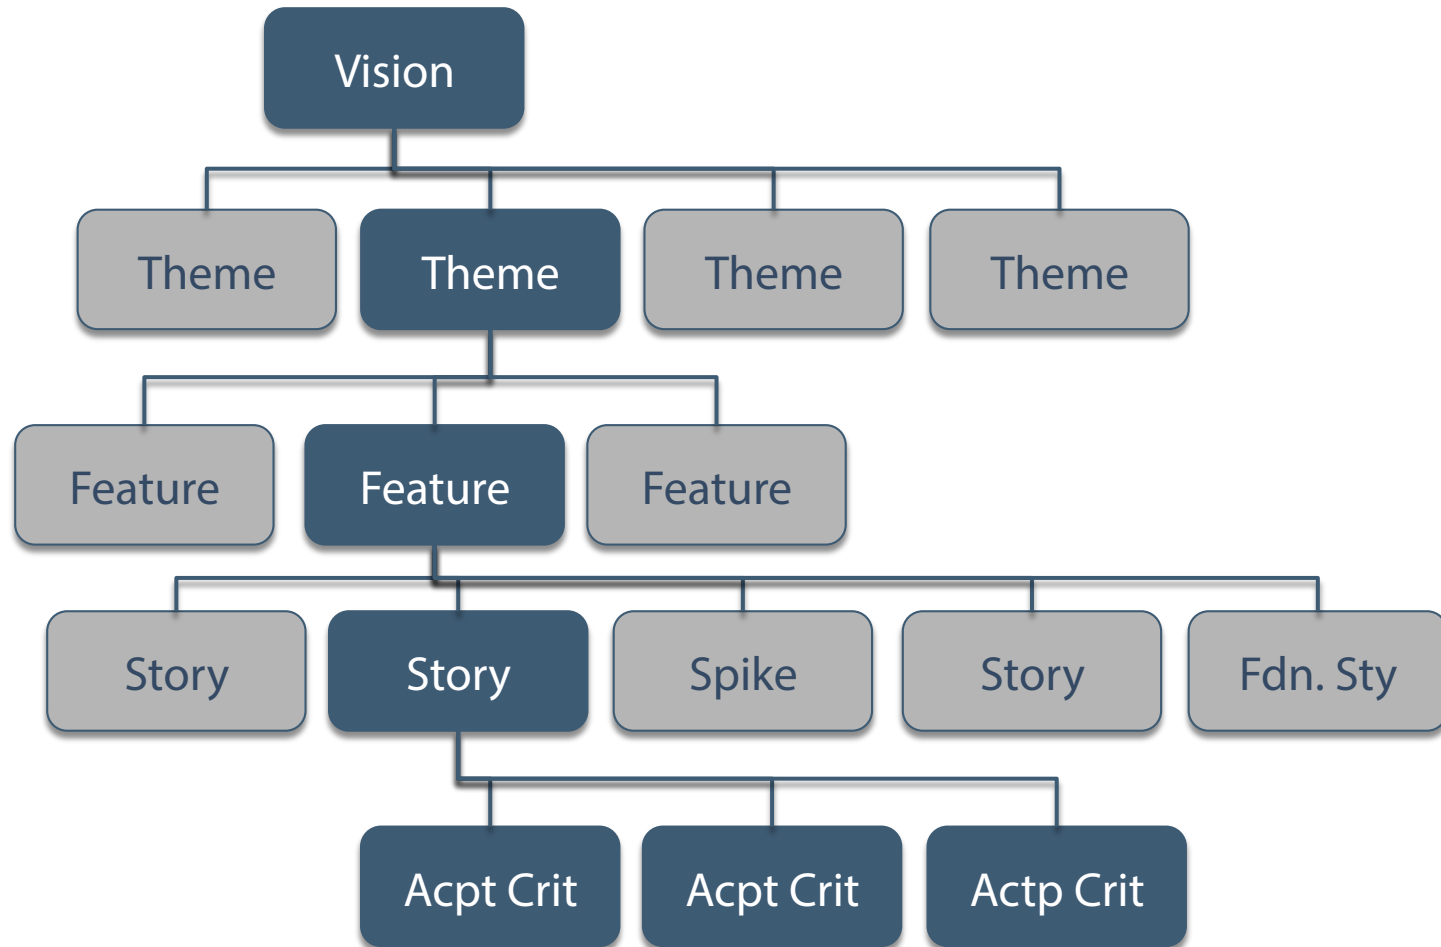 Vision
Theme
Theme
Theme
Theme
Feature
Feature
Feature
Story
Story
Spike
Story
Fdn. Sty
Acpt Crit
Acpt Crit
Actp Crit